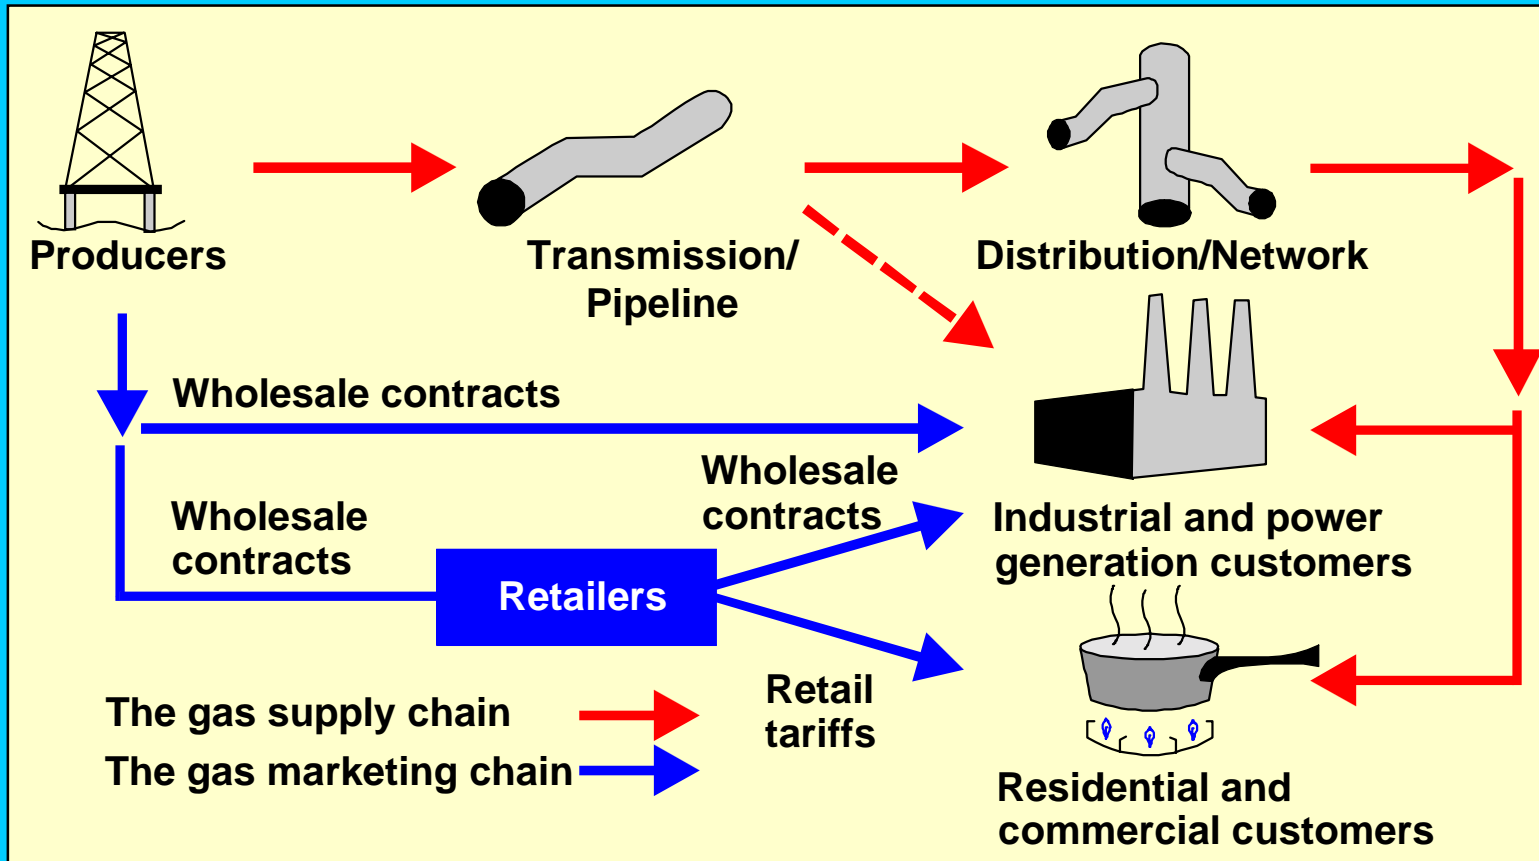 Producers
Transmission/
Pipeline
Distribution/Network
Wholesale contracts
Wholesale
contracts
Wholesale
contracts
Industrial and power
generation customers
Retailers
Retail
tariffs
The gas supply chain
The gas marketing chain
Residential and
commercial customers